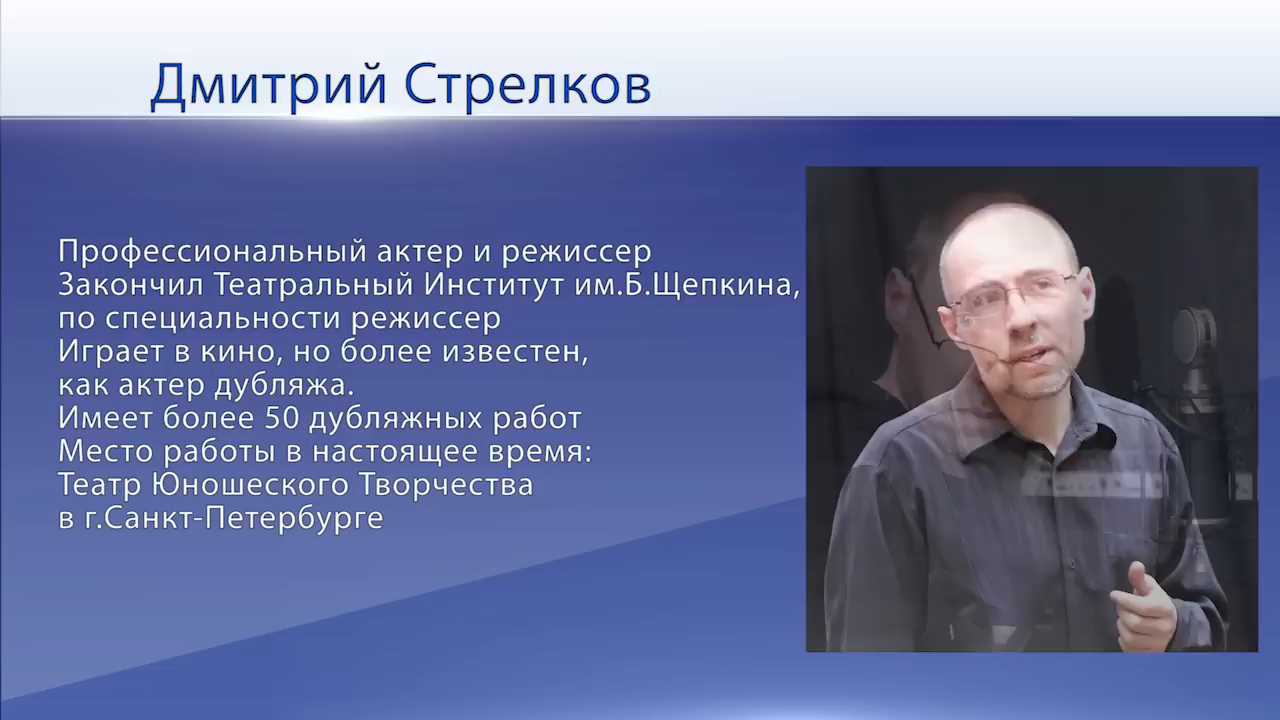 Дмитрий Стрелков
Профессиональный актер и режиссер
Закончил Театральный Институт им.Б.Щепкина,
по специальности режиссер
Играет в кино, но более известен,
как актер дубляжа.
Имеет более 50 дубляжных работ
Место работы в настоящее время:
Театр Юношеского Творчества
в г.Санкт-Петербурге